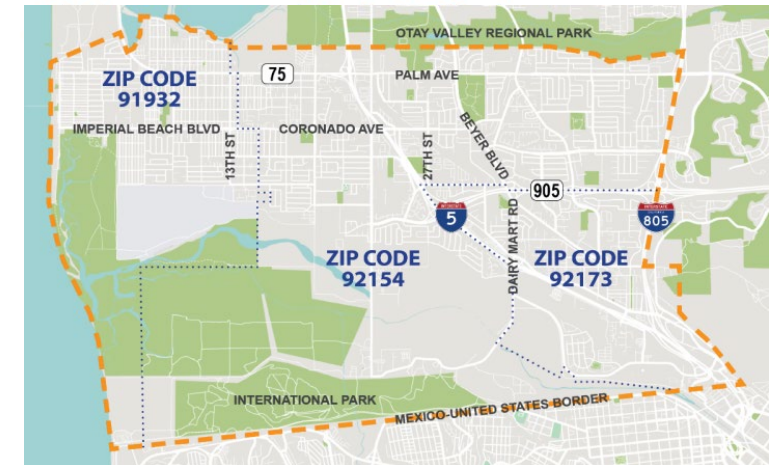 OTAY VALLEY REGIONAL PARK
ZIP CODE
91932
75
PALM AVE
IMPERIAL BEACH BLVD
CORONADO AVE
13TH ST
27TH ST
BEYER BLVD
905
INTERSTATE
5
INTERSTATE
805
DAIRY MART RD
ZIP CODE
92154
ZIP CODE
92173
INTERNATIONAL PARK
MEXICO-UNITED STATES BORDER